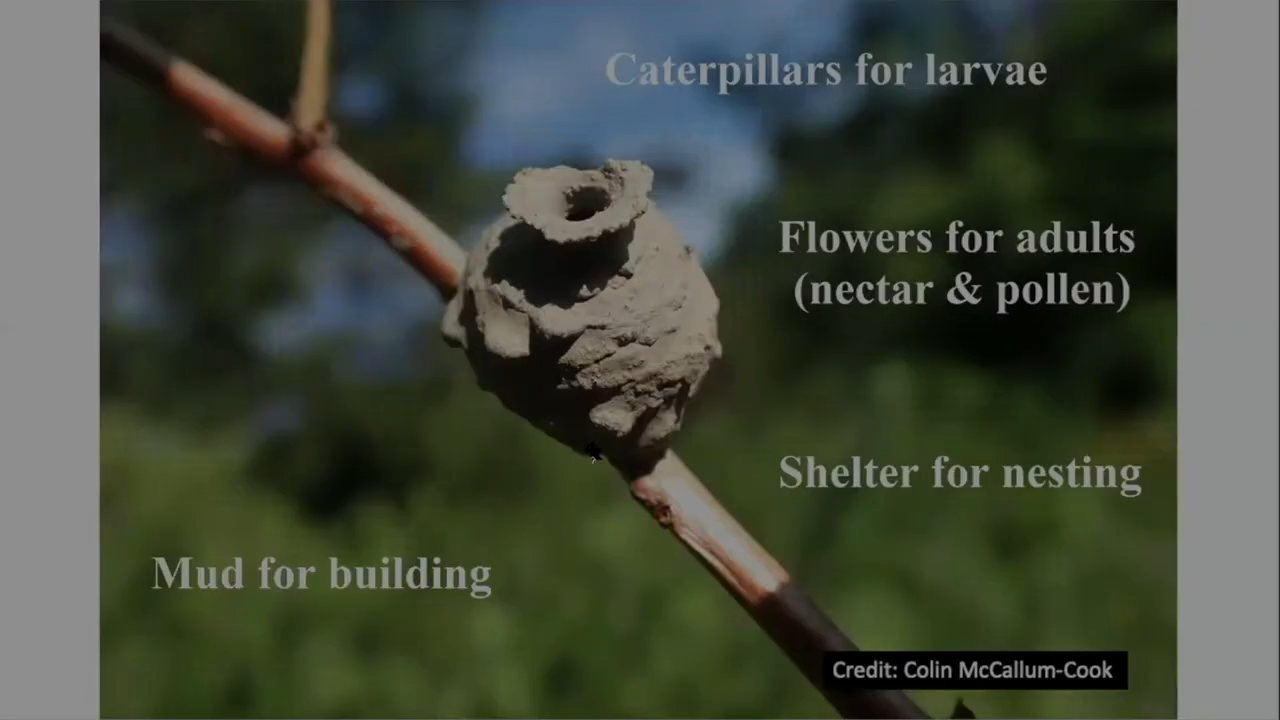 Caterpillars for larvae
Flowers for adults
(nectar & pollen)
Shelter for nesting
Mud for building
Credit: Colin McCallum-Cook